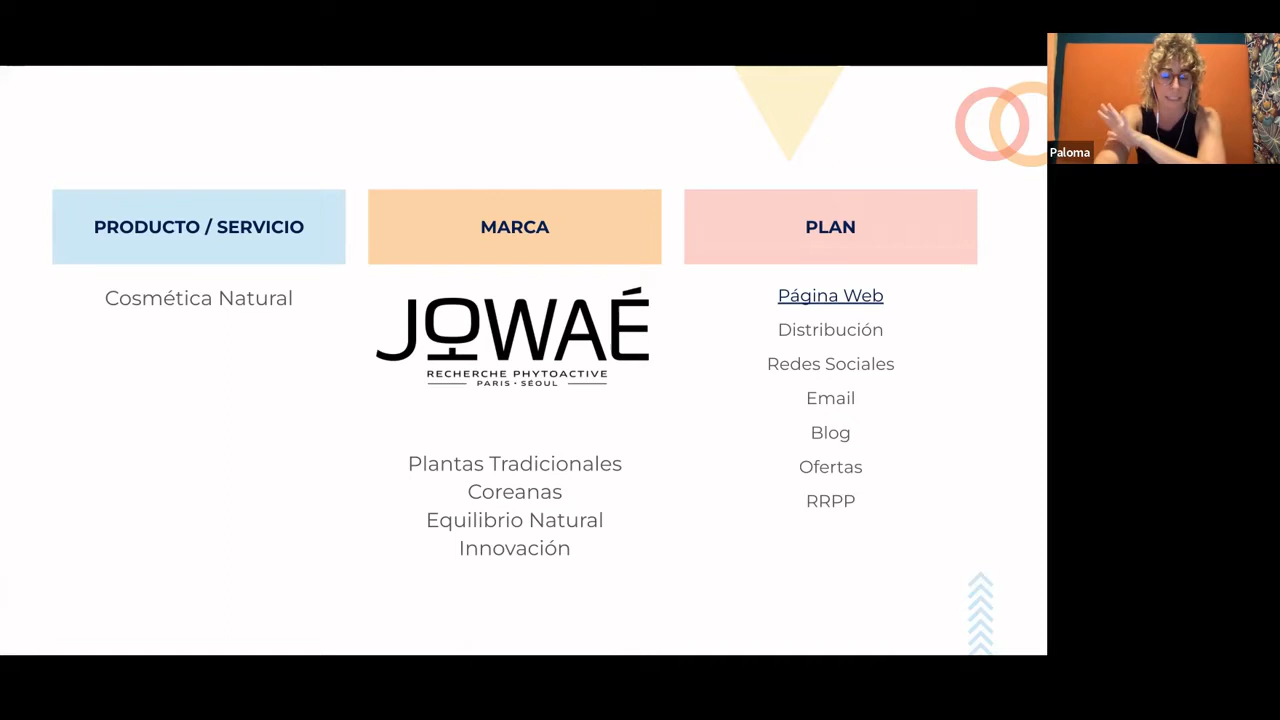 PRODUCTO / SERVICIO
Cosmética Natural
MARCA
JOWAÉ
RECHERCHE PHYTOACTIVE
PARIS · SÉOUL
Plantas Tradicionales
Coreanas
Equilibrio Natural
Innovación
PLAN
Página Web
Distribución
Redes Sociales
Email
Blog
Ofertas
RRPP
Paloma